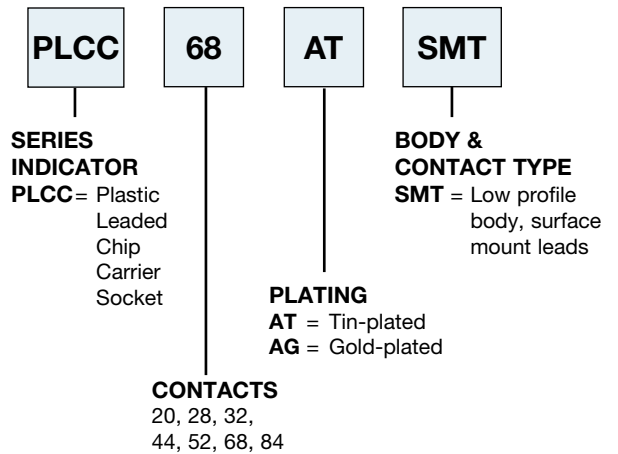 PLCC 68 AT SMT
SERIES
INDICATOR
PLCC= Plastic
Leaded
Chip
Carrier
Socket
BODY &
CONTACT TYPE
SMT = Low profile
body, surface
mount leads
PLATING
AT = Tin-plated
AG = Gold-plated
CONTACTS
20, 28, 32,
44, 52, 68, 84